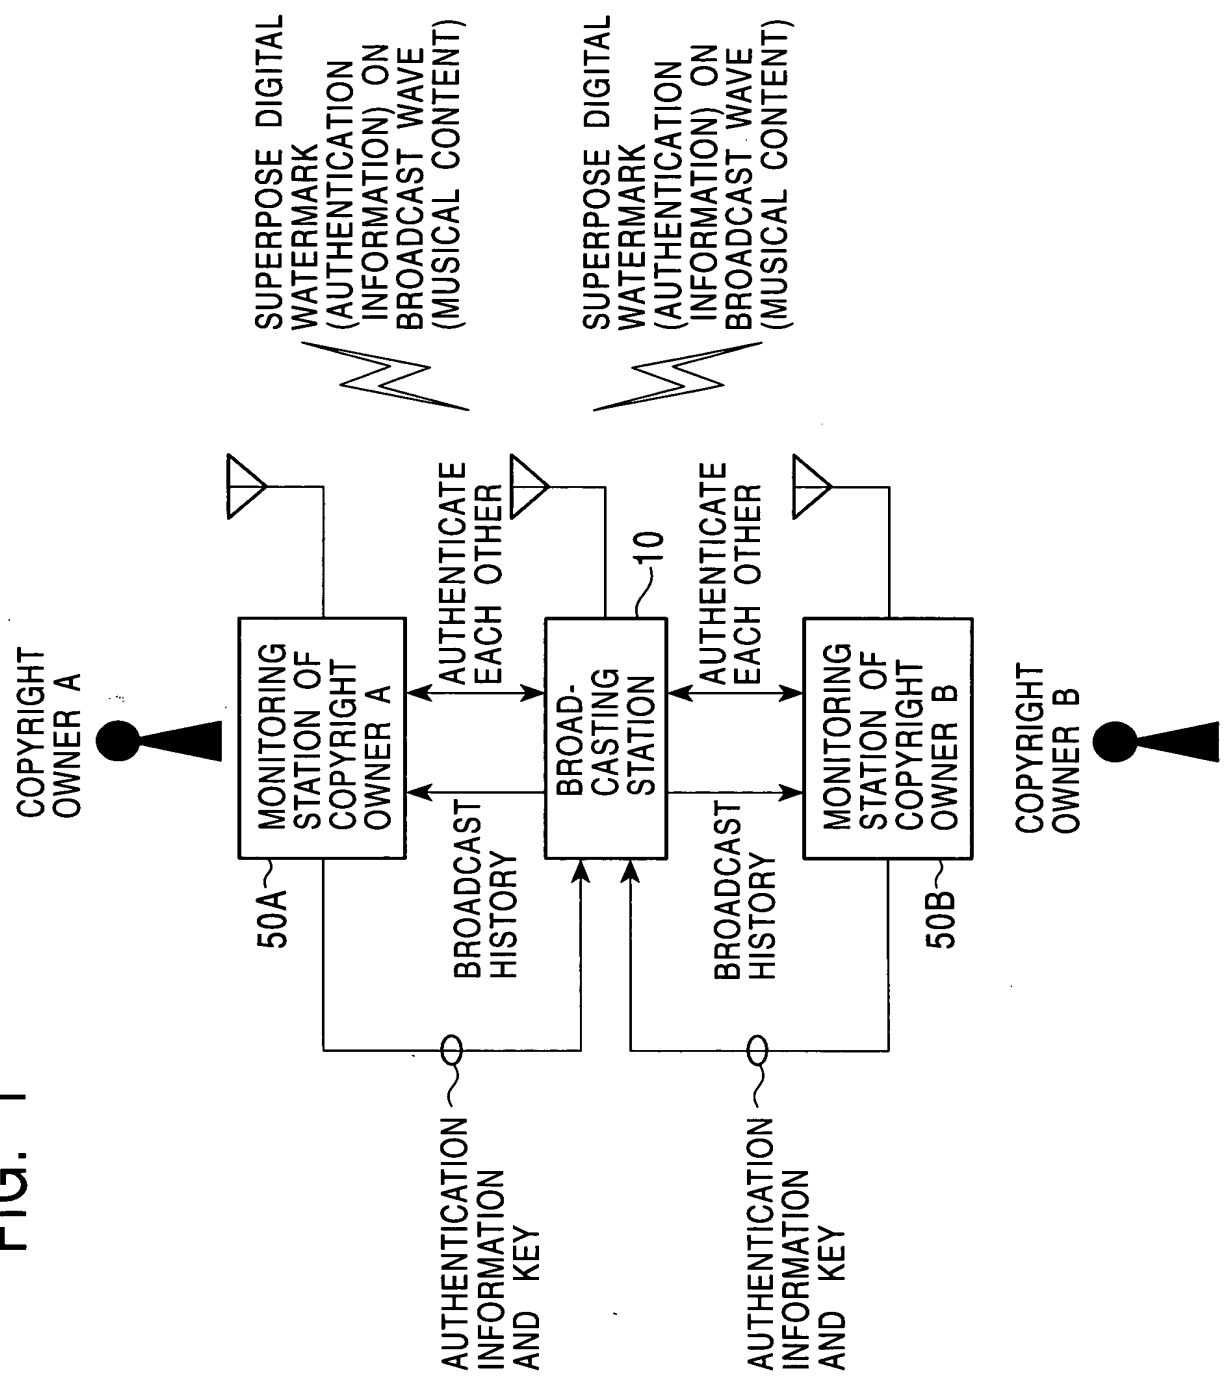 FIG. 1
COPYRIGHT
OWNER A
MONITORING
STATION OF
COPYRIGHT
OWNER A
50A
SUPERPOSE DIGITAL
WATERMARK
(AUTHENTICATION
INFORMATION) ON
BROADCAST WAVE
(MUSICAL CONTENT)
AUTHENTICATION
INFORMATION
AND KEY
BROADCAST
HISTORY
AUTHENTICATE
EACH OTHER
BROAD-
CASTING
STATION
10
SUPERPOSE DIGITAL
WATERMARK
(AUTHENTICATION
INFORMATION) ON
BROADCAST WAVE
(MUSICAL CONTENT)
AUTHENTICATION
INFORMATION
AND KEY
BROADCAST
HISTORY
AUTHENTICATE
EACH OTHER
MONITORING
STATION OF
COPYRIGHT
OWNER B
50B
COPYRIGHT
OWNER B